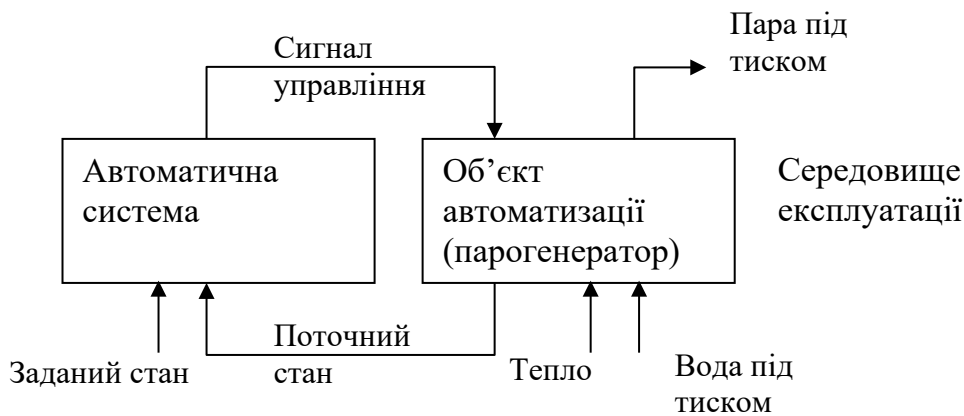 Сигнал
управління
Пара під
тиском
Автоматична
система
Об’єкт
автоматизації
(парогенератор)
Середовище
експлуатації
Заданий стан
Поточний
стан
Тепло
Вода під
тиском